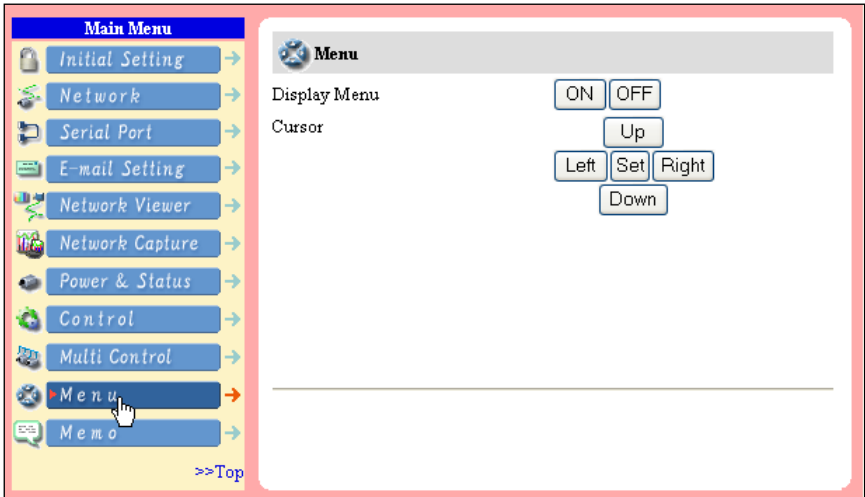 Main Menu
Initial Setting
Network
Serial Port
E-mail Setting
Network Viewer
Network Capture
Power & Status
Control
Multi Control
Menu
Memo
>>Top
Menu
Display Menu ON OFF
Cursor Up
Left Set Right
Down